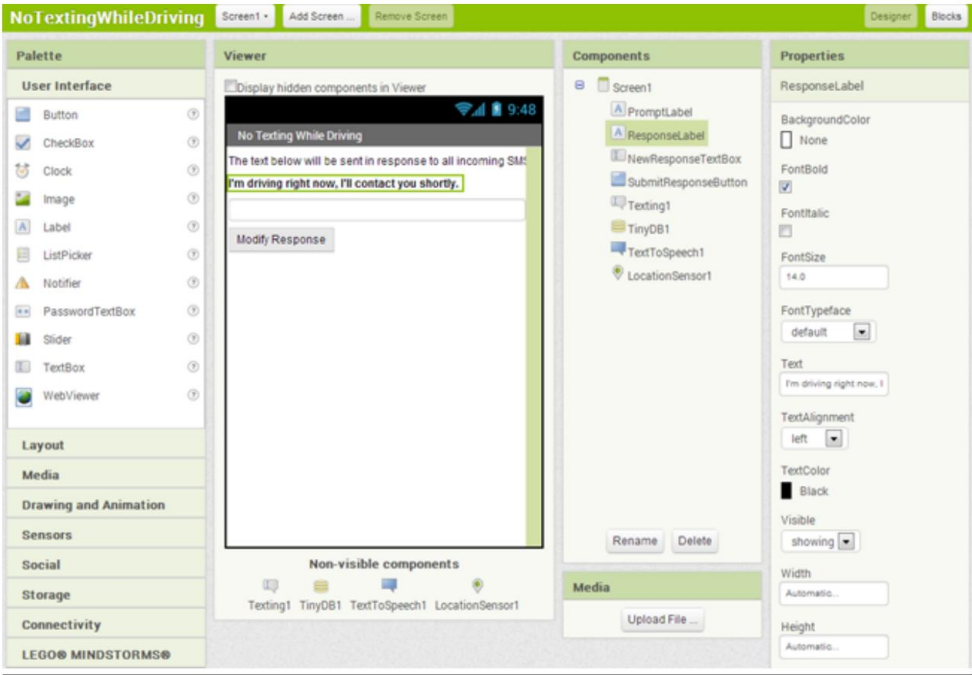 NoTextingWhileDriving Screen1 Add Screen ... Remove Screen Designer Blocks
Palette
User Interface
Button
CheckBox
Clock
Image
Label
ListPicker
Notifier
PasswordTextBox
Slider
TextBox
WebViewer
Layout
Media
Drawing and Animation
Sensors
Social
Storage
Connectivity
LEGO® MINDSTORMS®
Viewer
Display hidden components in Viewer
9:48
No Texting While Driving
The text below will be sent in response to all incoming SMS
I'm driving right now, I'll contact you shortly.
Modify Response
Non-visible components
Texting1 TinyDB1 TextToSpeech1 LocationSensor1
Components
Screen1
PromptLabel
ResponseLabel
NewResponseTextBox
SubmitResponseButton
Texting1
TinyDB1
TextToSpeech1
LocationSensor1
Rename Delete
Media
Upload File ...
Properties
ResponseLabel
BackgroundColor
None
FontBold
FontItalic
FontSize
14.0
FontTypeface
default
Text
I'm driving right now, I
TextAlignment
left
TextColor
Black
Visible
showing
Width
Automatic...
Height
Automatic...